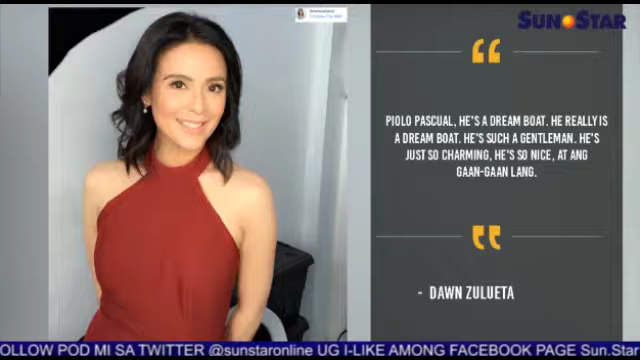 SUN STAR
“
PIOLO PASCUAL, HE'S A DREAM BOAT. HE REALLY IS
A DREAM BOAT. HE'S SUCH A GENTLEMAN. HE'S
JUST SO CHARMING, HE'S SO NICE, AT ANG
GAAN-GAAN LANG.
”
- DAWN ZULUETA
OLLOW POD MI SA TWITTER @sunstaronline UG I-LIKE AMONG FACEBOOK PAGE Sun.Star